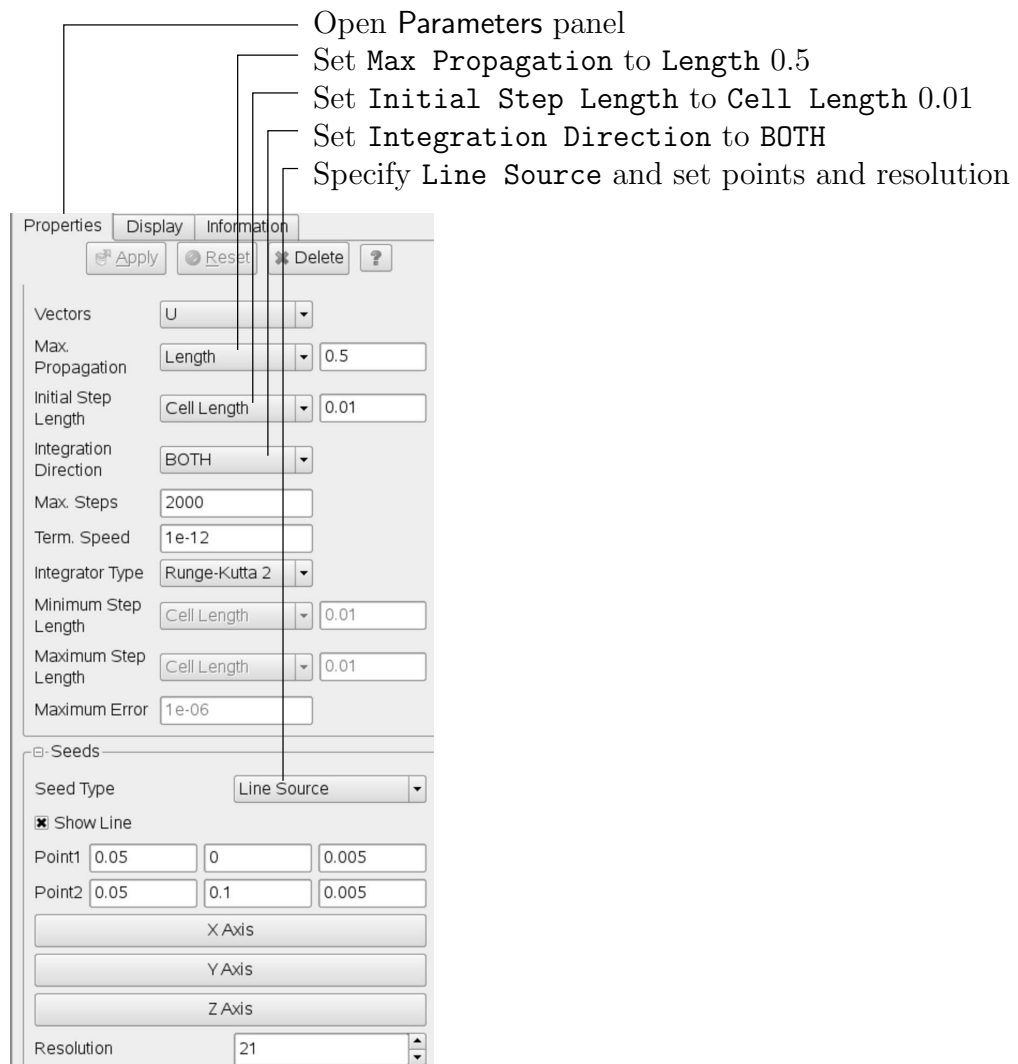 Open Parameters panel
Set Max Propagation to Length 0.5
Set Initial Step Length to Cell Length 0.01
Set Integration Direction to BOTH
Specify Line Source and set points and resolution
Properties Display Information
Apply Reset Delete ?
Vectors U
Max.
Propagation Length 0.5
Initial Step
Length Cell Length 0.01
Integration
Direction BOTH
Max. Steps 2000
Term. Speed 1e-12
Integrator Type Runge-Kutta 2
Minimum Step
Length Cell Length 0.01
Maximum Step
Length Cell Length 0.01
Maximum Error 1e-06
Seeds
Seed Type Line Source
Show Line
Point1 0.05 0 0.005
Point2 0.05 0.1 0.005
X Axis
Y Axis
Z Axis
Resolution 21